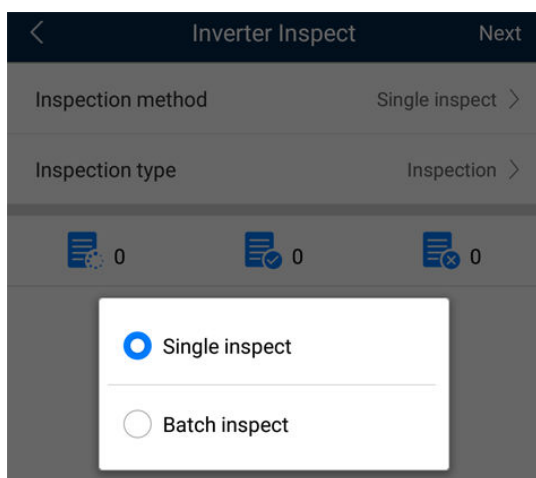 Inverter Inspect Next
Inspection method Single inspect
Inspection type Inspection
0 0 0
Single inspect
Batch inspect